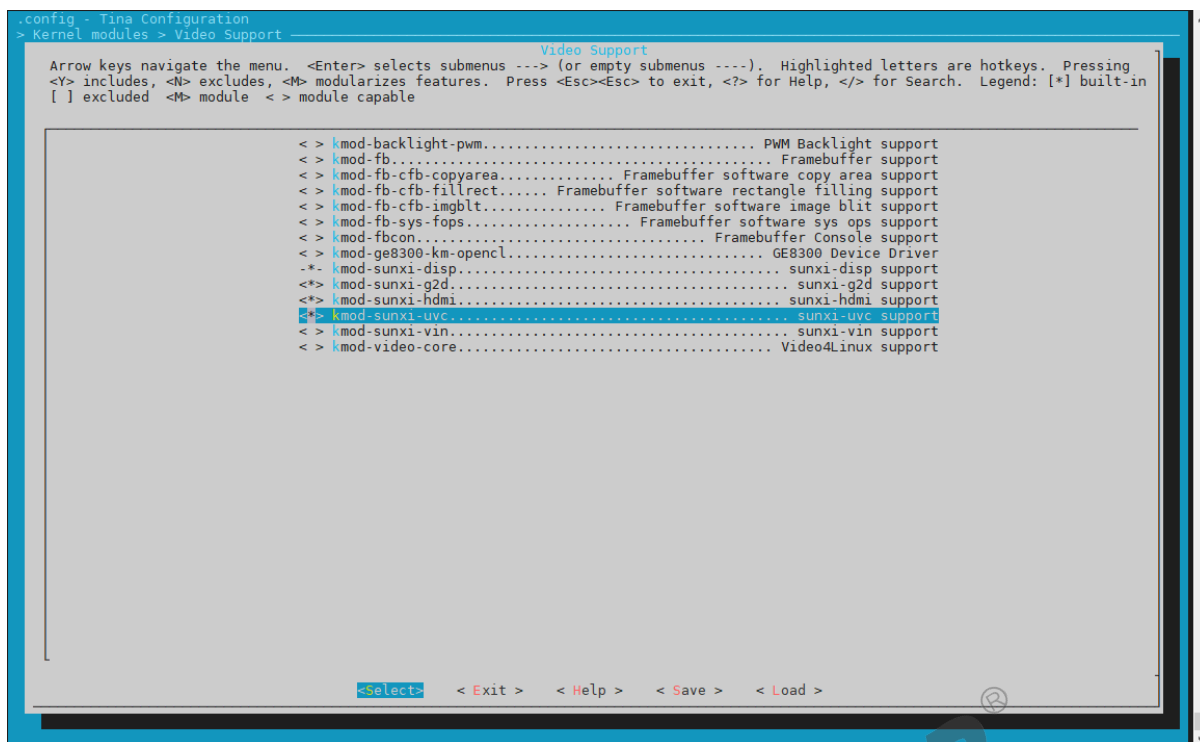 .config - Tina Configuration
> Kernel modules > Video Support
Video Support
Arrow keys navigate the menu.  <Enter> selects submenus ---> (or empty submenus ----).  Highlighted letters are hotkeys.  Pressing
<Y> includes, <N> excludes, <M> modularizes features.  Press <Esc><Esc> to exit, <?> for Help, </> for Search.  Legend: [*] built-in
[ ] excluded  <M> module  < > module capable
< > kmod-backlight-pwm................................. PWM Backlight support
< > kmod-fb.............................................. Framebuffer support
< > kmod-fb-cfb-copyarea.............. Framebuffer software copy area support
< > kmod-fb-cfb-fillrect...... Framebuffer software rectangle filling support
< > kmod-fb-cfb-imgblt............... Framebuffer software image blit support
< > kmod-fb-sys-fops.................... Framebuffer software sys ops support
< > kmod-fbcon................................... Framebuffer Console support
< > kmod-ge8300-km-opencl............................... GE8300 Device Driver
-*- kmod-sunxi-disp....................................... sunxi-disp support
<*> kmod-sunxi-g2d......................................... sunxi-g2d support
<*> kmod-sunxi-hdmi....................................... sunxi-hdmi support
<*> kmod-sunxi-uvc......................................... sunxi-uvc support
< > kmod-sunxi-vin......................................... sunxi-vin support
< > kmod-video-core...................................... Video4Linux support
<Select>    < Exit >    < Help >    < Save >    < Load >
®